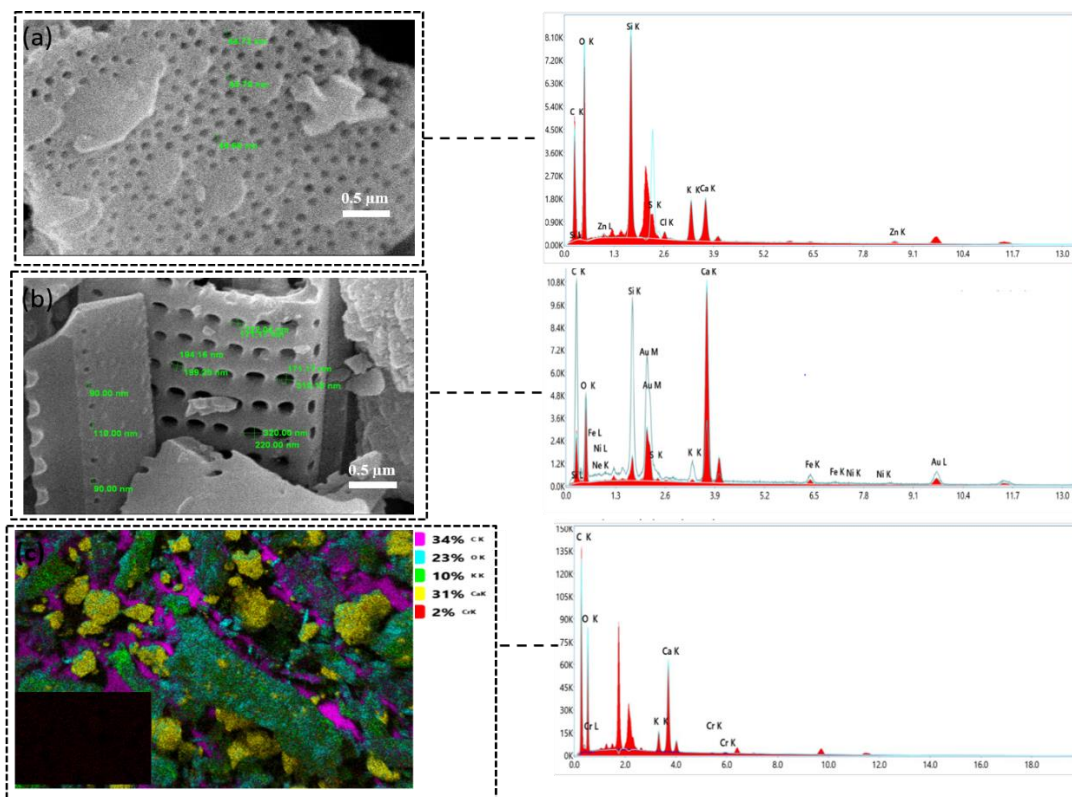 (a)
0.5 μm
8.10K
7.20K
6.30K
5.40K
4.50K
3.60K
2.70K
1.80K
0.90K
0.00K
C K
O K
Si K
S K
Cl K
K K
Ca K
Zn L
Zn K
0.0 1.3 2.6 3.9 5.2 6.5 7.8 9.1 10.4 11.7 13.0
(b)
194.16 nm
189.25 nm
90.00 nm
110.00 nm
90.00 nm
320.00 nm
220.00 nm
0.5 μm
10.8K
9.6K
8.4K
7.2K
6.0K
4.8K
3.6K
2.4K
1.2K
0.0K
C K
O K
Fe L
Ni L
Ne K
Si L
Si K
Au M
Au M
S K
K K
Ca K
Fe K
Fe K
Ni K
Ni K
Au L
0.0 1.3 2.6 3.9 4.9 6.5 7.8 9.1 10.4 11.7 13.0
(c)
34% C K
23% O K
10% K K
31% CaK
2% CrK
150K
135K
120K
105K
90K
75K
60K
45K
30K
15K
0K
C K
O K
Cr L
K K
Ca K
Cr K
Cr K
0.0 2.0 4.0 6.0 8.0 10.0 12.0 14.0 16.0 18.0